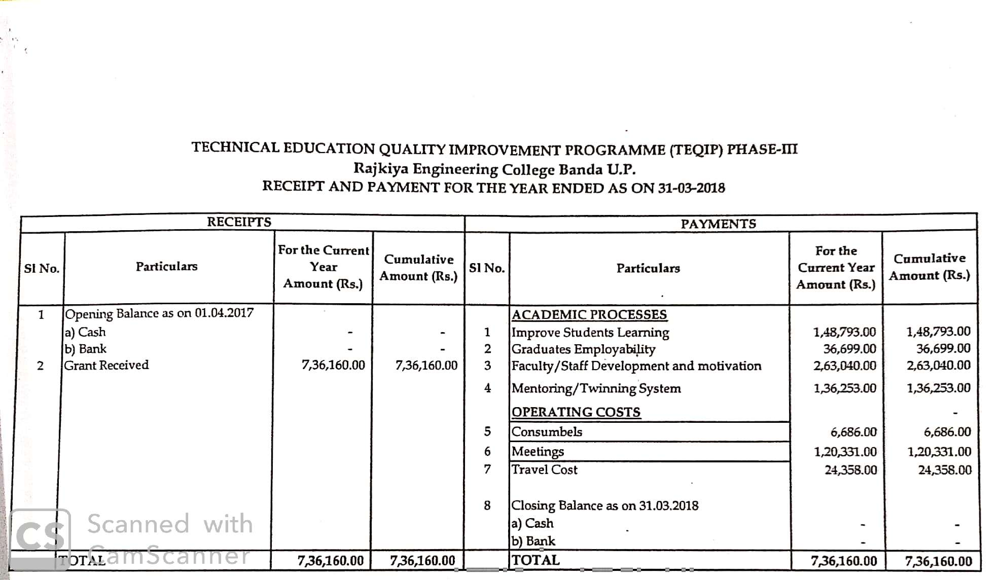 TECHNICAL EDUCATION QUALITY IMPROVEMENT PROGRAMME (TEQIP) PHASE-III
Rajkiya Engineering College Banda U.P.
RECEIPT AND PAYMENT FOR THE YEAR ENDED AS ON 31-03-2018
RECEIPTS PAYMENTS
Sl No. Particulars For the Current Year Amount (Rs.) Cumulative Amount (Rs.) Sl No. Particulars For the Current Year Amount (Rs.) Cumulative Amount (Rs.)
1 Opening Balance as on 01.04.2017 ACADEMIC PROCESSES
a) Cash - - 1 Improve Students Learning 1,48,793.00 1,48,793.00
b) Bank - - 2 Graduates Employability 36,699.00 36,699.00
2 Grant Received 7,36,160.00 7,36,160.00 3 Faculty/Staff Development and motivation 2,63,040.00 2,63,040.00
4 Mentoring/Twinning System 1,36,253.00 1,36,253.00
OPERATING COSTS -
5 Consumbels 6,686.00 6,686.00
6 Meetings 1,20,331.00 1,20,331.00
7 Travel Cost 24,358.00 24,358.00
8 Closing Balance as on 31.03.2018
a) Cash - -
b) Bank - -
TOTAL 7,36,160.00 7,36,160.00 TOTAL 7,36,160.00 7,36,160.00
CS Scanned with
CamScanner